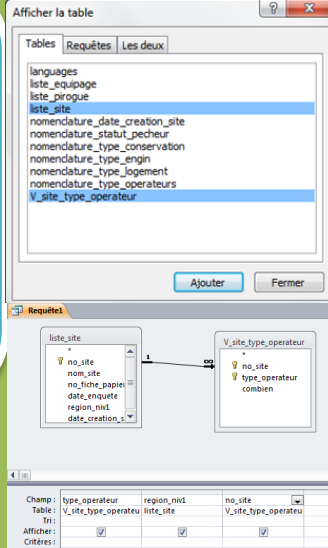 Afficher la table
Tables Requêtes Les deux
languages
liste_equipage
liste_pirogue
liste_site
nomenclature_date_creation_site
nomenclature_statut_pecheur
nomenclature_type_conservation
nomenclature_type_engin
nomenclature_type_logement
nomenclature_type_operateurs
V_site_type_operateur
Ajouter Fermer
Requête1
liste_site
*
no_site
nom_site
no_fiche_papier
date_enquete
region_niv1
date_creation_s
1 ∞
V_site_type_operateur
*
no_site
type_operateur
combien
Champ : type_operateur region_niv1 no_site
Table : V_site_type_operateu liste_site V_site_type_operateu
Tri :
Afficher :
Critères :